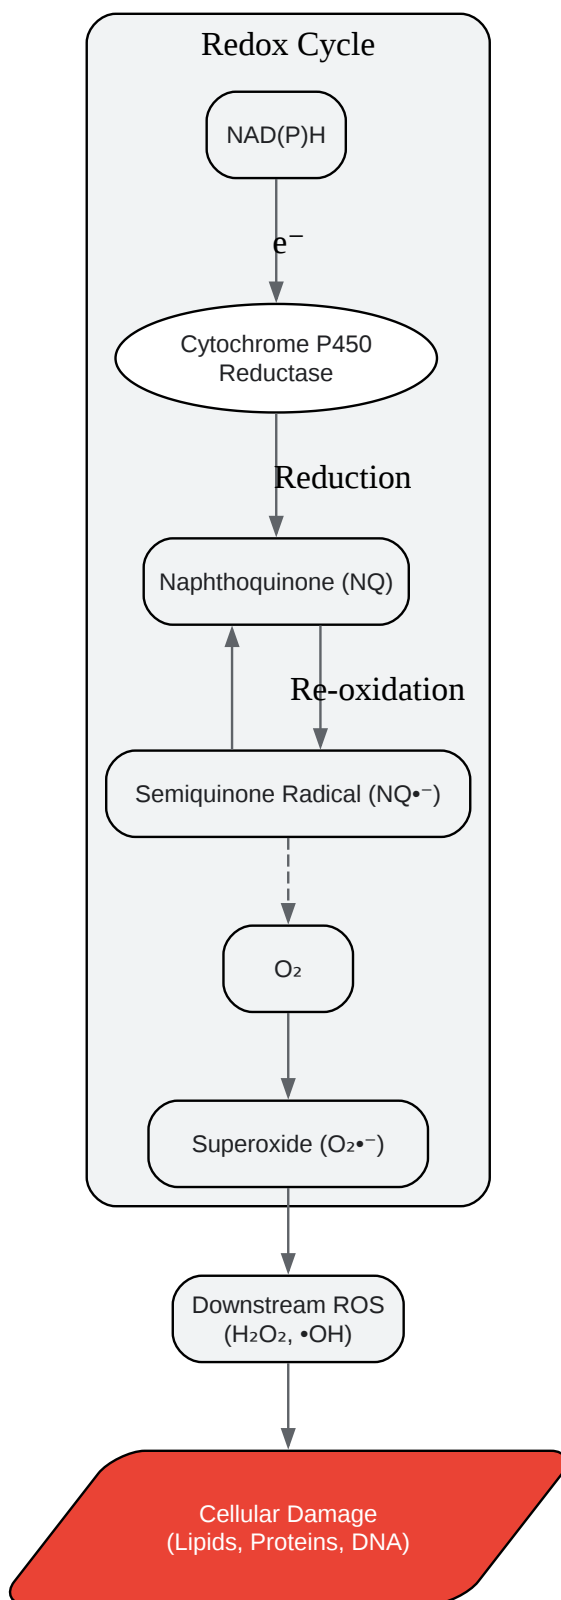 Redox Cycle
NAD(P)H
e⁻
Cytochrome P450
Reductase
Reduction
Naphthoquinone (NQ)
Re-oxidation
Semiquinone Radical (NQ•⁻)
O₂
Superoxide (O₂•⁻)
Downstream ROS
(H₂O₂, •OH)
Cellular Damage
(Lipids, Proteins, DNA)